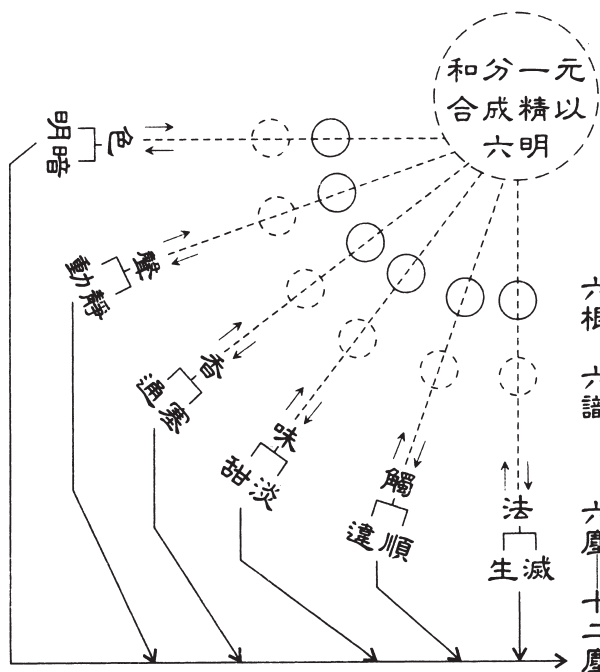 元以
一精明
分成六
和合
色
明暗
聲
動靜
香
通塞
味
甜淡
觸
違順
法
生滅
六根
六識
六塵
十二塵